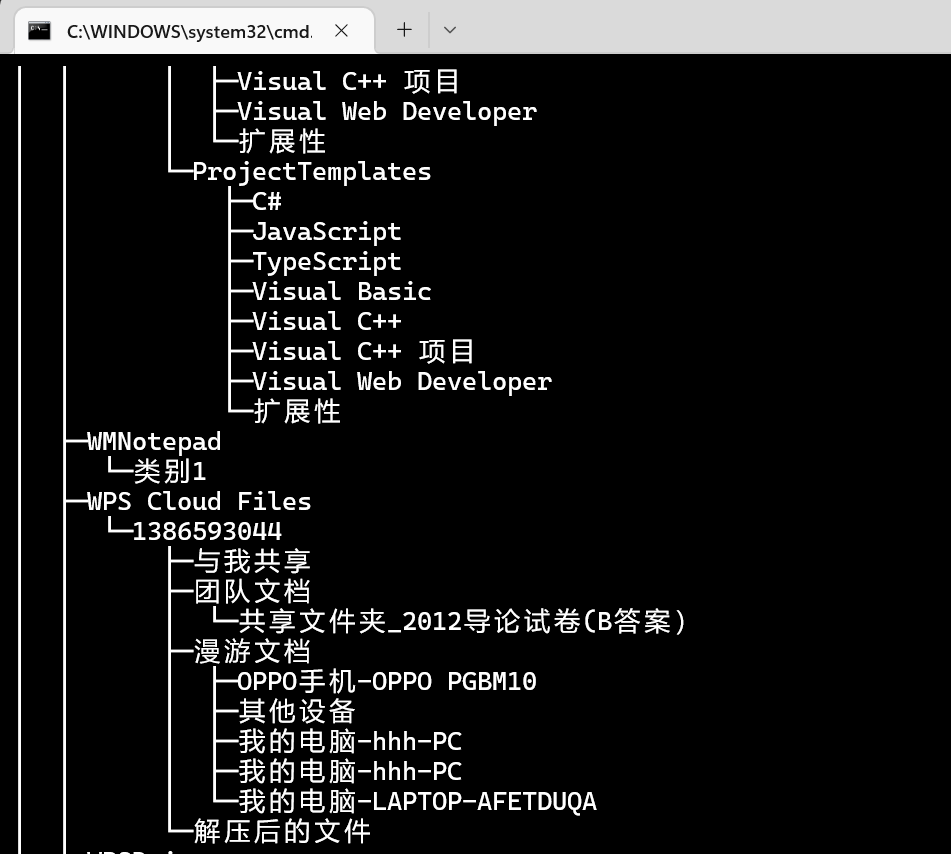 C:\WINDOWS\system32\cmd.
Visual C++ 项目
Visual Web Developer
扩展性
ProjectTemplates
C#
JavaScript
TypeScript
Visual Basic
Visual C++
Visual C++ 项目
Visual Web Developer
扩展性
WMNotepad
类别1
WPS Cloud Files
1386593044
与我共享
团队文档
共享文件夹_2012导论试卷(B答案)
漫游文档
OPPO手机-OPPO PGBM10
其他设备
我的电脑-hhh-PC
我的电脑-hhh-PC
我的电脑-LAPTOP-AFETDUQA
解压后的文件